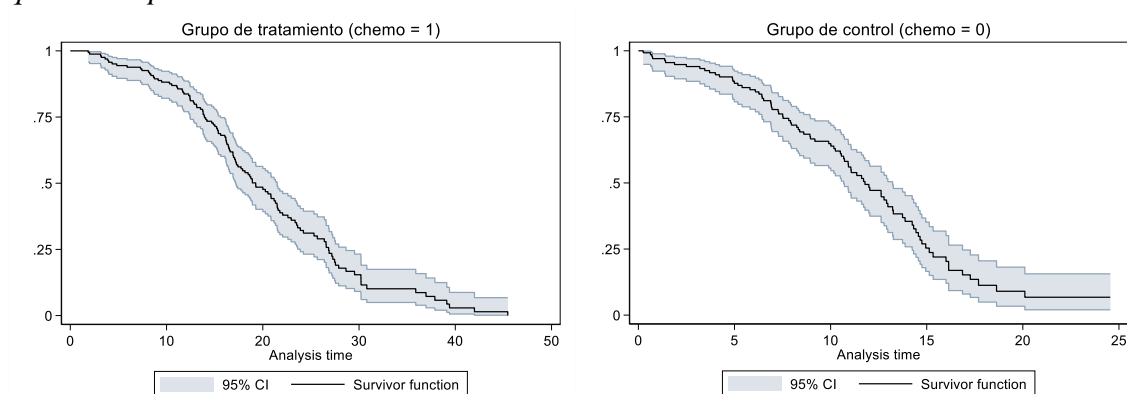 Grupo de tratamiento (chemo = 1)
1
.75
.5
.25
0
0 10 20 30 40 50
Analysis time
95% CI Survivor function
Grupo de control (chemo = 0)
1
.75
.5
.25
0
0 5 10 15 20 25
Analysis time
95% CI Survivor function